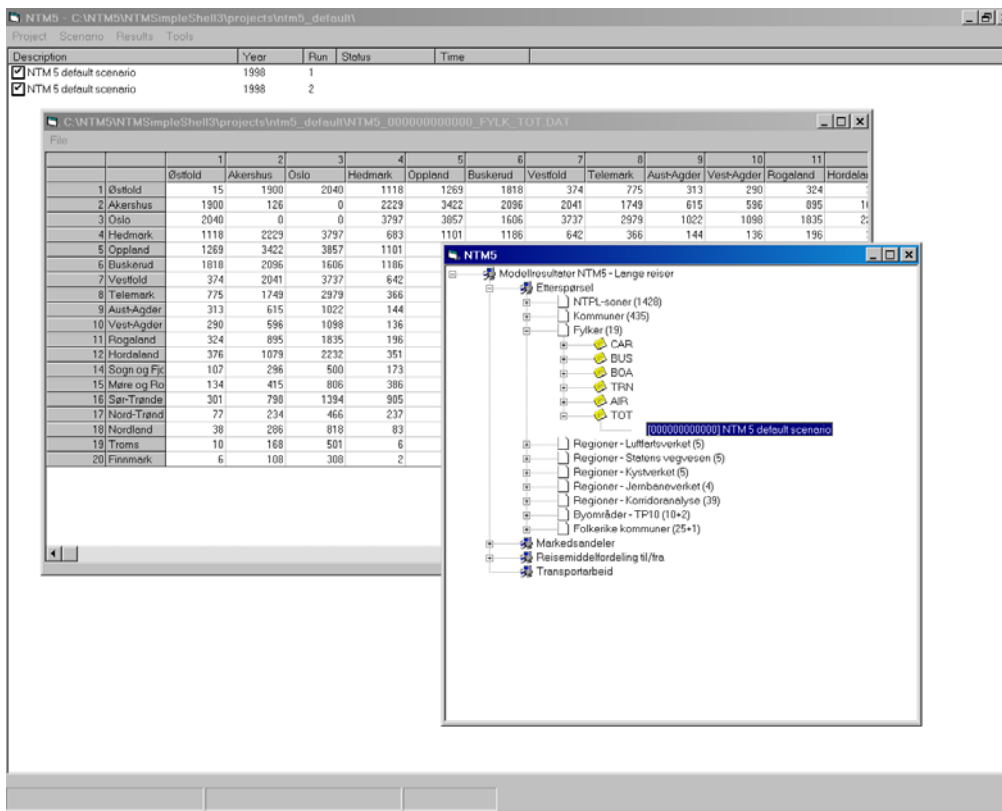 NTM5 - C:\NTM5\NTMSimpleShell3\projects\ntm5_default\
Project Scenario Results Tools
Description Year Run Status Time
NTM 5 default scenario 1998 1
NTM 5 default scenario 1998 2
C:\NTM5\NTMSimpleShell3\projects\ntm5_default\NTM5_000000000000_FYLK_TOT.DAT
File
1 2 3 4 5 6 7 8 9 10 11
Østfold Akershus Oslo Hedmark Oppland Buskerud Vestfold Telemark Aust-Agder Vest-Agder Rogaland Hordalan
1 Østfold 15 1900 2040 1118 1269 1818 374 775 313 290 324
2 Akershus 1900 126 0 2229 3422 2096 2041 1749 615 596 895
3 Oslo 2040 0 0 3797 3857 1606 3737 2979 1022 1098 1835
4 Hedmark 1118 2229 3797 683 1101 1186 642 366 144 136 196
5 Oppland 1269 3422 3857 1101
6 Buskerud 1818 2096 1606 1186
7 Vestfold 374 2041 3737 642
8 Telemark 775 1749 2979 366
9 Aust-Agder 313 615 1022 144
10 Vest-Agder 290 596 1098 136
11 Rogaland 324 895 1835 196
12 Hordaland 376 1079 2232 351
14 Sogn og Fjo 107 296 500 173
15 Møre og Ro 134 415 806 386
16 Sør-Trønde 301 798 1394 905
17 Nord-Trønd 77 234 466 237
18 Nordland 38 286 818 83
19 Troms 10 168 501 6
20 Finnmark 6 108 308 2
NTM5
Modellresultater NTM5 - Lange reiser
Etterspørsel
NTPL-soner (1428)
Kommuner (435)
Fylker (19)
CAR
BUS
BOA
TRN
AIR
TOT
[000000000000] NTM 5 default scenario
Regioner - Luftfartsverket (5)
Regioner - Statens vegvesen (5)
Regioner - Kystverket (5)
Regioner - Jernbaneverket (4)
Regioner - Korridoranalyse (39)
Byområder - TP10 (10+2)
Folkerike kommuner (25+1)
Markedsandeler
Reisemiddelfordeling til/fra
Transportarbeid